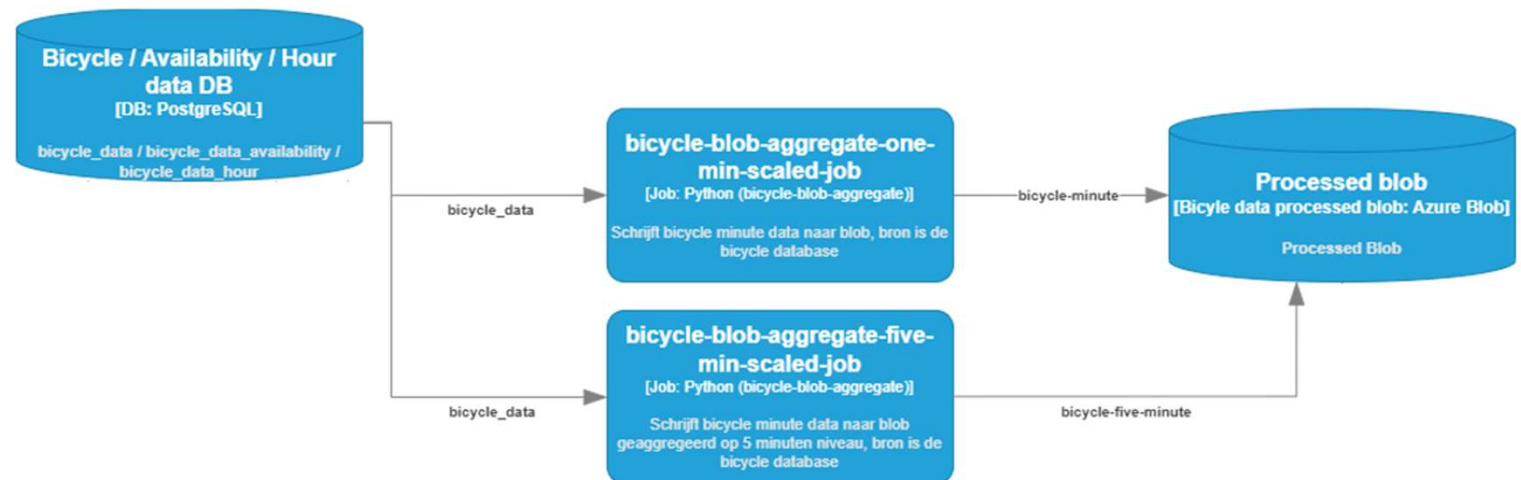 Bicycle / Availability / Hour
data DB
[DB: PostgreSQL]
bicycle_data / bicycle_data_availability /
bicycle_data_hour
bicycle_data
bicycle-blob-aggregate-one-
min-scaled-job
[Job: Python (bicycle-blob-aggregate)]
Schrijft bicycle minute data naar blob, bron is de
bicycle database
bicycle-minute
Processed blob
[Bicyle data processed blob: Azure Blob]
Processed Blob
bicycle_data
bicycle-blob-aggregate-five-
min-scaled-job
[Job: Python (bicycle-blob-aggregate)]
Schrijft bicycle minute data naar blob
geaggregeerd op 5 minuten niveau, bron is de
bicycle database
bicycle-five-minute